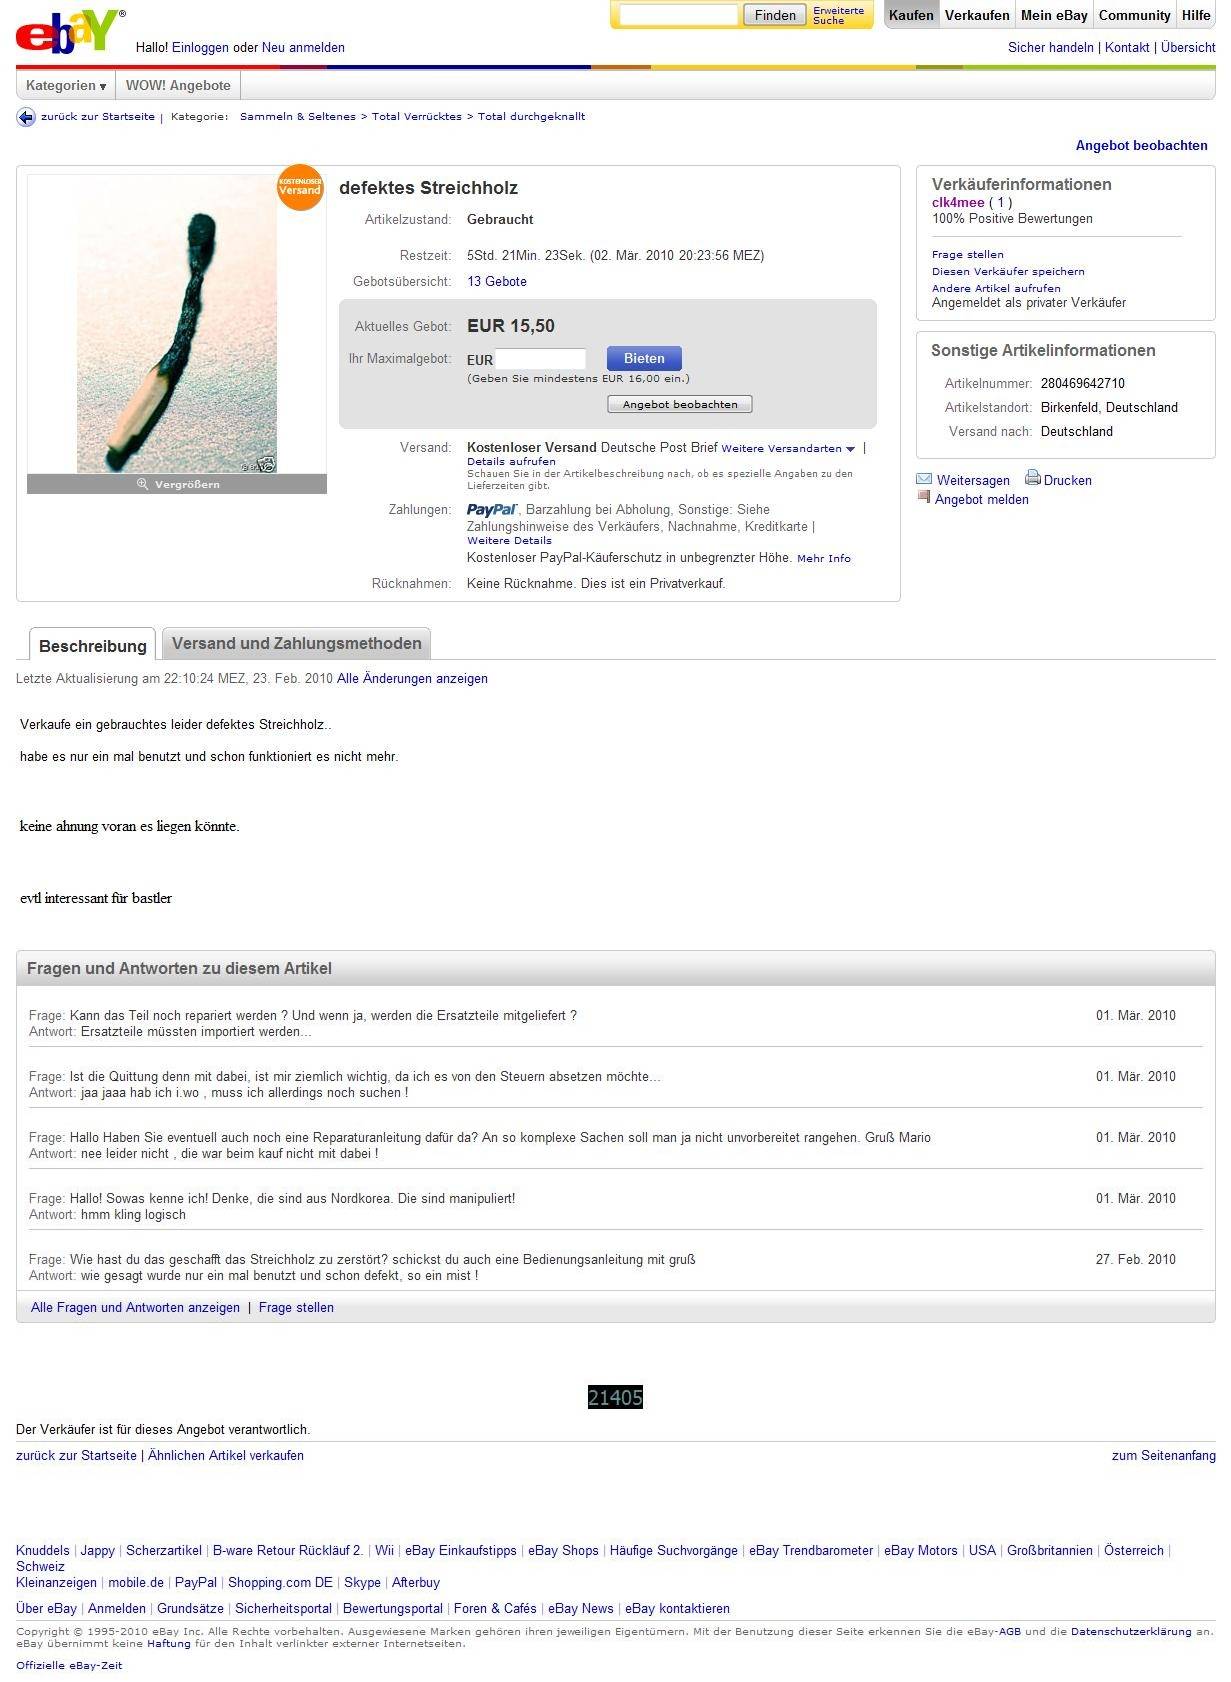 ebaY®
Hallo! Einloggen oder Neu anmelden
Finden
Erweiterte Suche
Kaufen Verkaufen Mein eBay Community Hilfe
Sicher handeln | Kontakt | Übersicht
Kategorien WOW! Angebote
zurück zur Startseite | Kategorie: Sammeln & Seltenes > Total Verrücktes > Total durchgeknallt
Angebot beobachten
KOSTENLOSER
Versand
Vergrößern
defektes Streichholz
Artikelzustand: Gebraucht
Restzeit: 5Std. 21Min. 23Sek. (02. Mär. 2010 20:23:56 MEZ)
Gebotsübersicht: 13 Gebote
Aktuelles Gebot: EUR 15,50
Ihr Maximalgebot: EUR Bieten
(Geben Sie mindestens EUR 16,00 ein.)
Angebot beobachten
Versand: Kostenloser Versand Deutsche Post Brief Weitere Versandarten |
Details aufrufen
Schauen Sie in der Artikelbeschreibung nach, ob es spezielle Angaben zu den
Lieferzeiten gibt.
Zahlungen: PayPal, Barzahlung bei Abholung, Sonstige: Siehe
Zahlungshinweise des Verkäufers, Nachnahme, Kreditkarte |
Weitere Details
Kostenloser PayPal-Käuferschutz in unbegrenzter Höhe. Mehr Info
Rücknahmen: Keine Rücknahme. Dies ist ein Privatverkauf.
Verkäuferinformationen
clk4mee ( 1 )
100% Positive Bewertungen
Frage stellen
Diesen Verkäufer speichern
Andere Artikel aufrufen
Angemeldet als privater Verkäufer
Sonstige Artikelinformationen
Artikelnummer: 280469642710
Artikelstandort: Birkenfeld, Deutschland
Versand nach: Deutschland
Weitersagen Drucken
Angebot melden
Beschreibung Versand und Zahlungsmethoden
Letzte Aktualisierung am 22:10:24 MEZ, 23. Feb. 2010 Alle Änderungen anzeigen
Verkaufe ein gebrauchtes leider defektes Streichholz..
habe es nur ein mal benutzt und schon funktioniert es nicht mehr.
keine ahnung voran es liegen könnte.
evtl interessant für bastler
Fragen und Antworten zu diesem Artikel
Frage: Kann das Teil noch repariert werden ? Und wenn ja, werden die Ersatzteile mitgeliefert ? 01. Mär. 2010
Antwort: Ersatzteile müssten importiert werden...
Frage: Ist die Quittung denn mit dabei, ist mir ziemlich wichtig, da ich es von den Steuern absetzen möchte... 01. Mär. 2010
Antwort: jaa jaaa hab ich i.wo , muss ich allerdings noch suchen !
Frage: Hallo Haben Sie eventuell auch noch eine Reparaturanleitung dafür da? An so komplexe Sachen soll man ja nicht unvorbereitet rangehen. Gruß Mario 01. Mär. 2010
Antwort: nee leider nicht , die war beim kauf nicht mit dabei !
Frage: Hallo! Sowas kenne ich! Denke, die sind aus Nordkorea. Die sind manipuliert! 01. Mär. 2010
Antwort: hmm kling logisch
Frage: Wie hast du das geschafft das Streichholz zu zerstört? schickst du auch eine Bedienungsanleitung mit gruß 27. Feb. 2010
Antwort: wie gesagt wurde nur ein mal benutzt und schon defekt, so ein mist !
Alle Fragen und Antworten anzeigen | Frage stellen
21405
Der Verkäufer ist für dieses Angebot verantwortlich.
zurück zur Startseite | Ähnlichen Artikel verkaufen zum Seitenanfang
Knuddels | Jappy | Scherzartikel | B-ware Retour Rückläuf 2. | Wii | eBay Einkaufstipps | eBay Shops | Häufige Suchvorgänge | eBay Trendbarometer | eBay Motors | USA | Großbritannien | Österreich |
Schweiz
Kleinanzeigen | mobile.de | PayPal | Shopping.com DE | Skype | Afterbuy
Über eBay | Anmelden | Grundsätze | Sicherheitsportal | Bewertungsportal | Foren & Cafés | eBay News | eBay kontaktieren
Copyright © 1995-2010 eBay Inc. Alle Rechte vorbehalten. Ausgewiesene Marken gehören ihren jeweiligen Eigentümern. Mit der Benutzung dieser Seite erkennen Sie die eBay-AGB und die Datenschutzerklärung an.
eBay übernimmt keine Haftung für den Inhalt verlinkter externer Internetseiten.
Offizielle eBay-Zeit